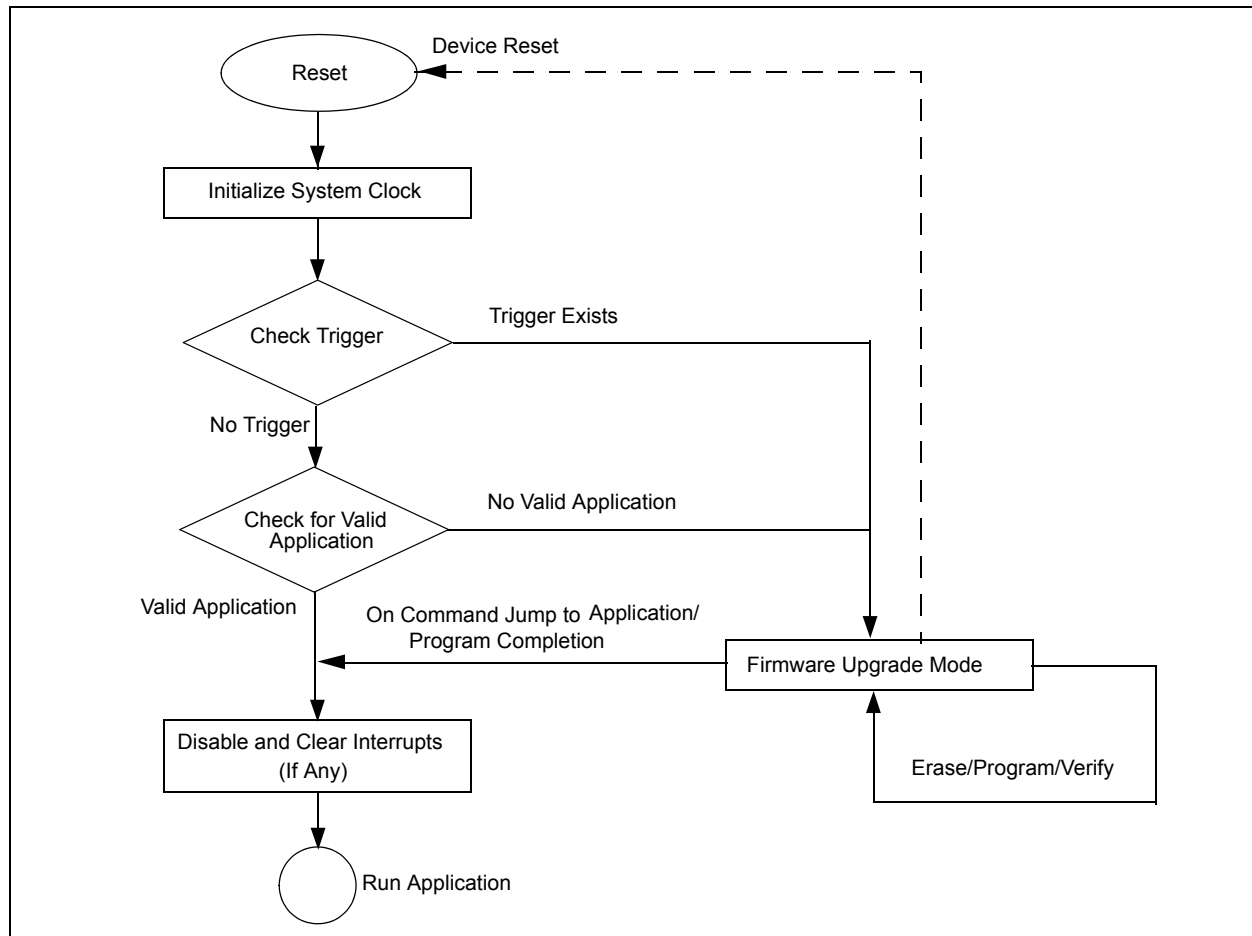 Device Reset
Reset
Initialize System Clock
Check Trigger
Trigger Exists
No Trigger
Check for Valid
Application
No Valid Application
Valid Application
On Command Jump to Application/
Program Completion
Firmware Upgrade Mode
Disable and Clear Interrupts
(If Any)
Erase/Program/Verify
Run Application